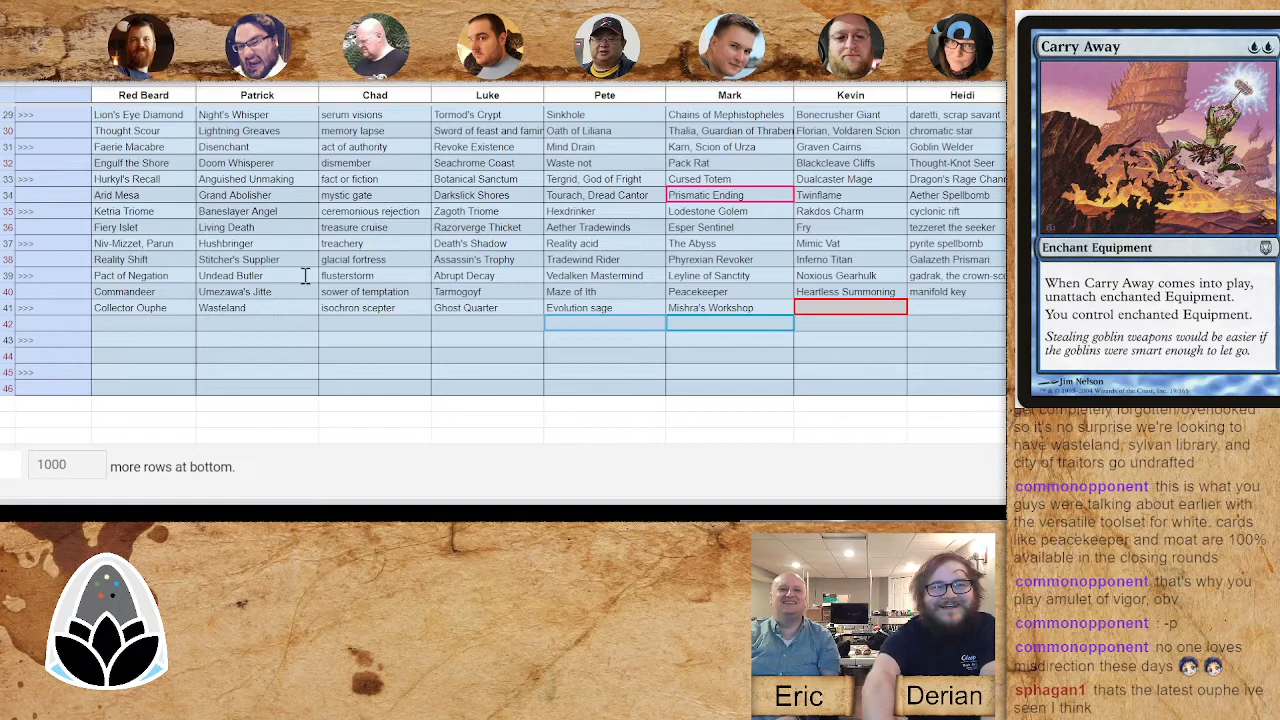 Red Beard Patrick Chad Luke Pete Mark Kevin Heidi
29 >>> Lion's Eye Diamond Night's Whisper serum visions Tormod's Crypt Sinkhole Chains of Mephistopheles Bonecrusher Giant daretti, scrap savant
30 Thought Scour Lightning Greaves memory lapse Sword of feast and famin Oath of Liliana Thalia, Guardian of Thraben Florian, Voldaren Scion chromatic star
31 >>> Faerie Macabre Disenchant act of authority Revoke Existence Mind Drain Karn, Scion of Urza Graven Cairns Goblin Welder
32 Engulf the Shore Doom Whisperer dismember Seachrome Coast Waste not Pack Rat Blackcleave Cliffs Thought-Knot Seer
33 >>> Hurkyl's Recall Anguished Unmaking fact or fiction Botanical Sanctum Tergrid, God of Fright Cursed Totem Dualcaster Mage Dragon's Rage Chan
34 Arid Mesa Grand Abolisher mystic gate Darkslick Shores Tourach, Dread Cantor Prismatic Ending Twinflame Aether Spellbomb
35 >>> Ketria Triome Baneslayer Angel ceremonious rejection Zagoth Triome Hexdrinker Lodestone Golem Rakdos Charm cyclonic rift
36 Fiery Islet Living Death treasure cruise Razorverge Thicket Aether Tradewinds Esper Sentinel Fry tezzeret the seeker
37 >>> Niv-Mizzet, Parun Hushbringer treachery Death's Shadow Reality acid The Abyss Mimic Vat pyrite spellbomb
38 Reality Shift Stitcher's Supplier glacial fortress Assassin's Trophy Tradewind Rider Phyrexian Revoker Inferno Titan Galazeth Prismari
39 >>> Pact of Negation Undead Butler flusterstorm Abrupt Decay Vedalken Mastermind Leyline of Sanctity Noxious Gearhulk gadrak, the crown-sco
40 Commandeer Umezawa's Jitte sower of temptation Tarmogoyf Maze of Ith Peacekeeper Heartless Summoning manifold key
41 >>> Collector Ouphe Wasteland isochron scepter Ghost Quarter Evolution sage Mishra's Workshop
42
43 >>>
44
45 >>>
46
1000 more rows at bottom.
Carry Away
Enchant Equipment
When Carry Away comes into play,
unattach enchanted Equipment.
You control enchanted Equipment.
Stealing goblin weapons would be easier if
the goblins were smart enough to let go.
Jim Nelson
™ & © 1993-2004 Wizards of the Coast, Inc. 19/165
get completely forgotten/overlooked
so it's no surprise we're looking to
have wasteland, sylvan library, and
city of traitors go undrafted
commonopponent this is what you
guys were talking about earlier with
the versatile toolset for white. cards
like peacekeeper and moat are 100%
available in the closing rounds
commonopponent that's why you
play amulet of vigor, obv
commonopponent : -p
commonopponent no one loves
misdirection these days
sphagan1 thats the latest ouphe ive
seen I think
Eric
Derian